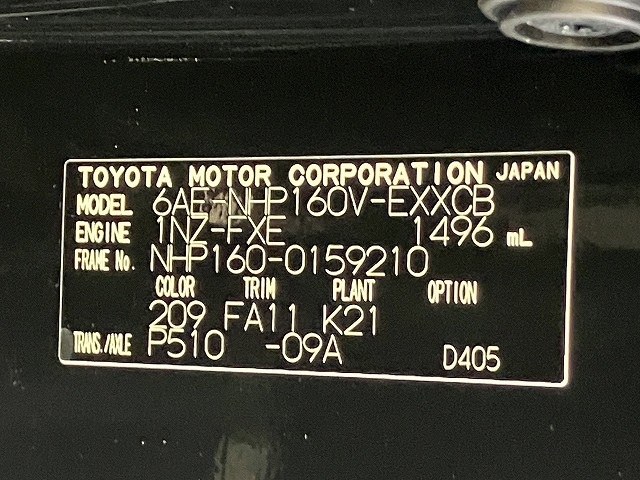 TOYOTA MOTOR CORPORATION JAPAN
MODEL 6AE-NHP160V-EXXCB
ENGINE 1NZ-FXE 1496 mL
FRAME No. NHP160-0159210
COLOR TRIM PLANT OPTION
209 FA11 K21
TRANS./AXLE P510 -09A D405